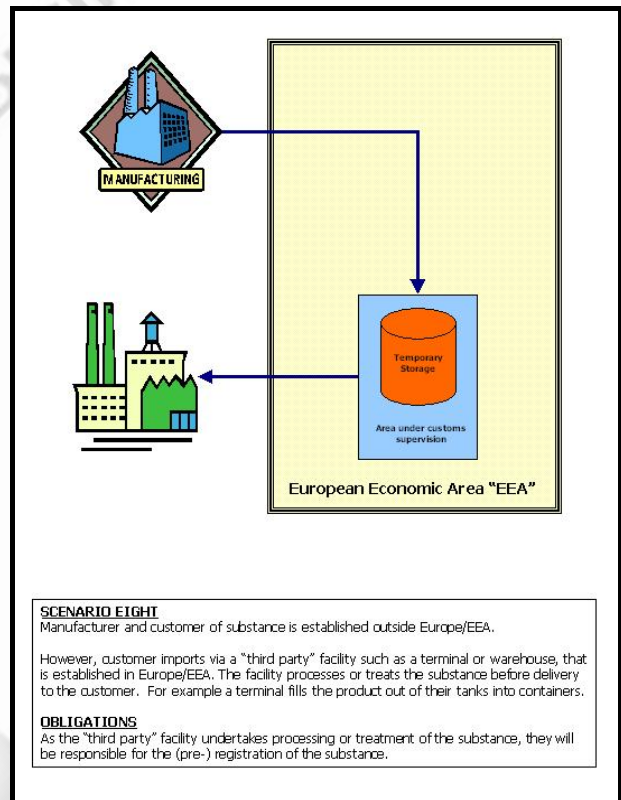 MANUFACTURING
Temporary
Storage
Area under customs
supervision
European Economic Area "EEA"
SCENARIO EIGHT
Manufacturer and customer of substance is established outside Europe/EEA.
However, customer imports via a "third party" facility such as a terminal or warehouse, that
is established in Europe/EEA. The facility processes or treats the substance before delivery
to the customer. For example a terminal fills the product out of their tanks into containers.
OBLIGATIONS
As the "third party" facility undertakes processing or treatment of the substance, they will
be responsible for the (pre-) registration of the substance.